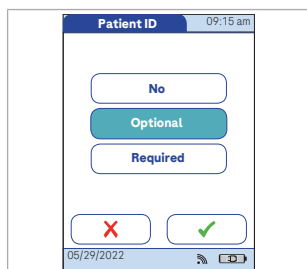 Patient ID 09:15 am
No
Optional
Required
05/29/2022